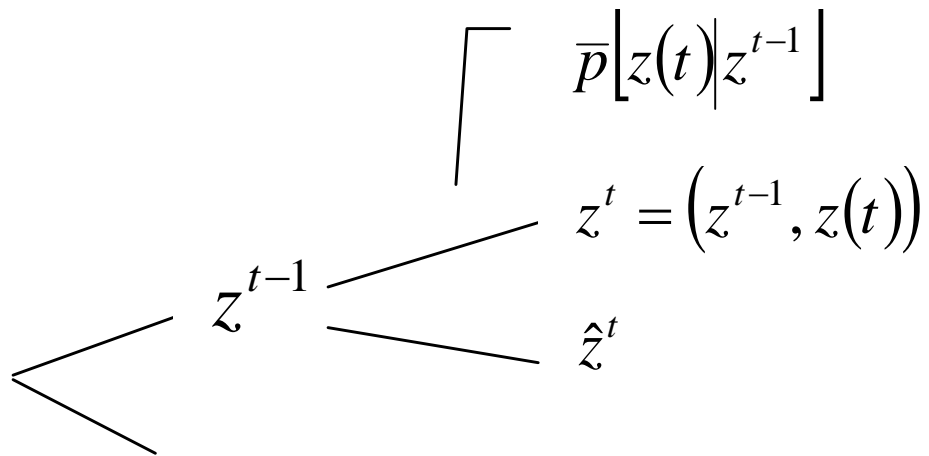 p̅⌊z(t)|z^{t−1}⌋
z^t = (z^{t−1}, z(t))
z^{t−1}
ẑ^t